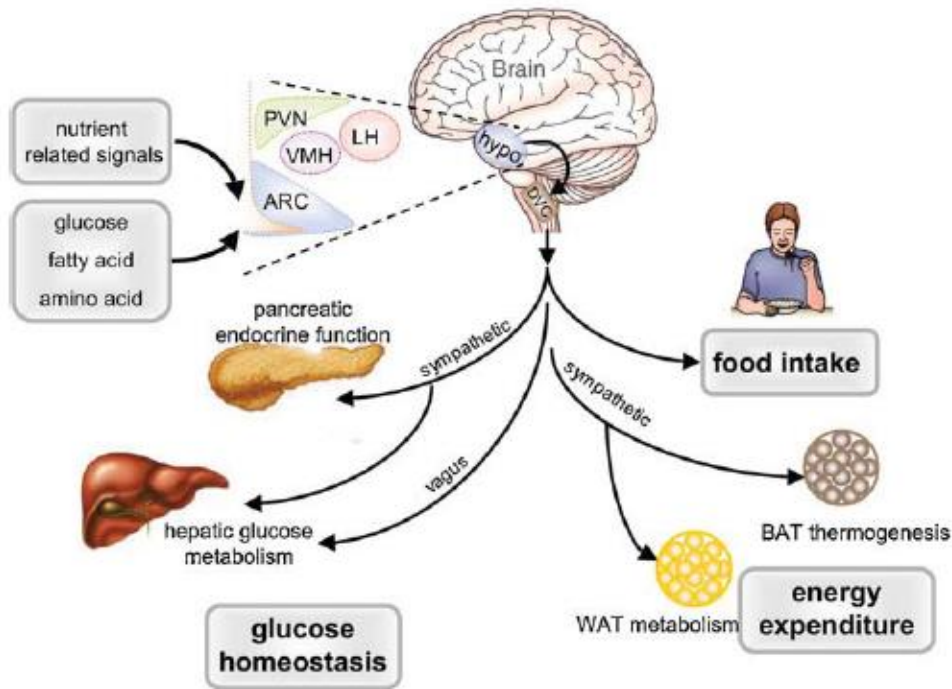 Brain
PVN
LH
VMH
hypo
nutrient
related signals
ARC
DVC
glucose
fatty acid
amino acid
pancreatic
endocrine function
sympathetic
food intake
sympathetic
vagus
hepatic glucose
metabolism
BAT thermogenesis
WAT metabolism
energy
expenditure
glucose
homeostasis